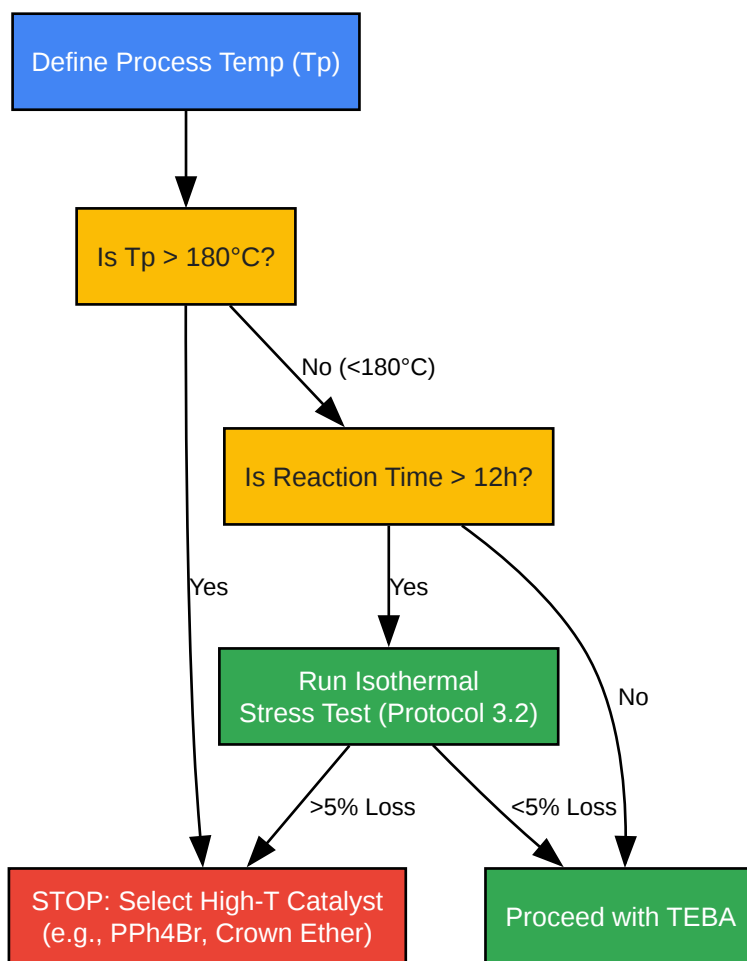 Define Process Temp (Tp)
Is Tp > 180°C?
No (<180°C)
Is Reaction Time > 12h?
Yes
Yes
Run Isothermal
Stress Test (Protocol 3.2)
No
>5% Loss
<5% Loss
STOP: Select High-T Catalyst
(e.g., PPh4Br, Crown Ether)
Proceed with TEBA